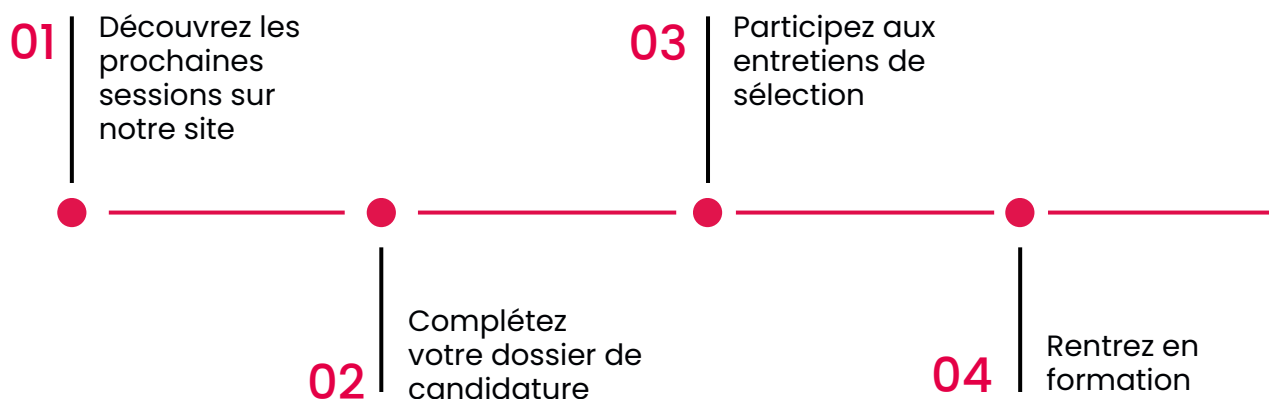 01
Découvrez les
prochaines
sessions sur
notre site
02
Complétez
votre dossier de
candidature
03
Participez aux
entretiens de
sélection
04
Rentrez en
formation